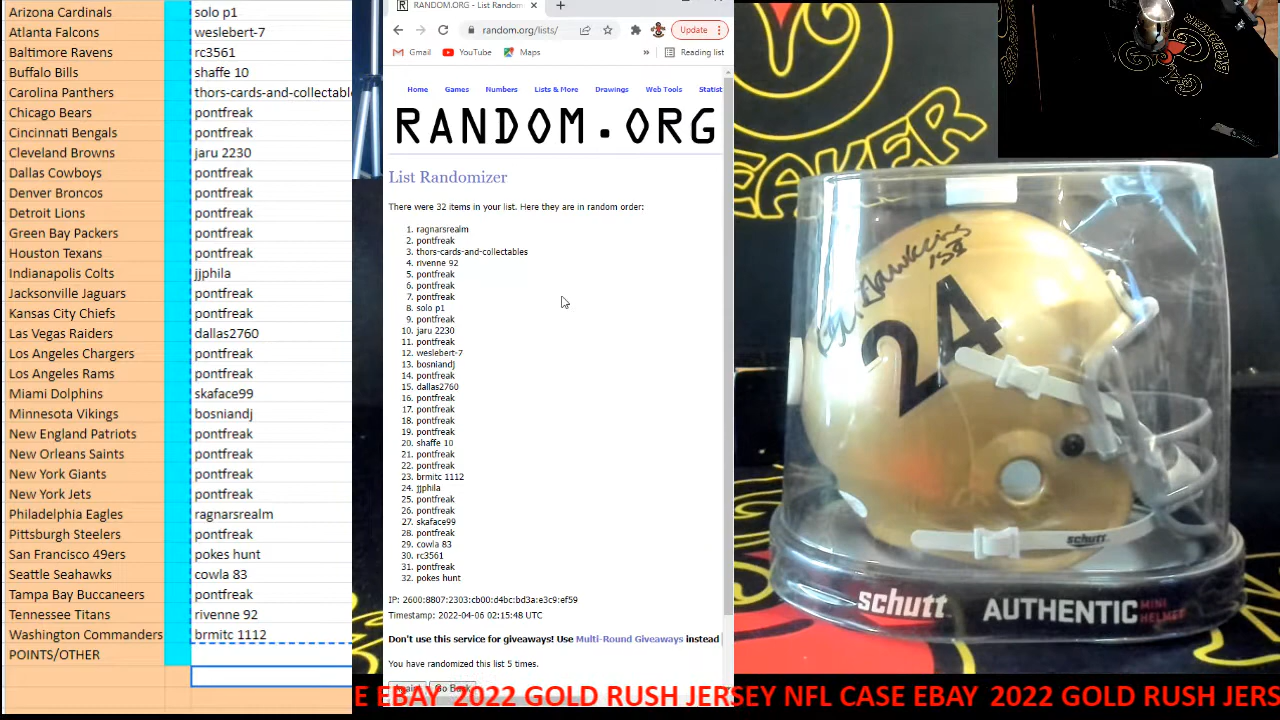 Arizona Cardinals solo p1
Atlanta Falcons weslebert-7
Baltimore Ravens rc3561
Buffalo Bills shaffe 10
Carolina Panthers thors-cards-and-collectabl
Chicago Bears pontfreak
Cincinnati Bengals pontfreak
Cleveland Browns jaru 2230
Dallas Cowboys pontfreak
Denver Broncos pontfreak
Detroit Lions pontfreak
Green Bay Packers pontfreak
Houston Texans pontfreak
Indianapolis Colts jjphila
Jacksonville Jaguars pontfreak
Kansas City Chiefs pontfreak
Las Vegas Raiders dallas2760
Los Angeles Chargers pontfreak
Los Angeles Rams pontfreak
Miami Dolphins skaface99
Minnesota Vikings bosniandj
New England Patriots pontfreak
New Orleans Saints pontfreak
New York Giants pontfreak
New York Jets pontfreak
Philadelphia Eagles ragnarsrealm
Pittsburgh Steelers pontfreak
San Francisco 49ers pokes hunt
Seattle Seahawks cowla 83
Tampa Bay Buccaneers pontfreak
Tennessee Titans rivenne 92
Washington Commanders brmitc 1112
POINTS/OTHER
RANDOM.ORG - List Randomiz
random.org/lists/
Update
Gmail YouTube Maps » Reading list
Home Games Numbers Lists & More Drawings Web Tools Statist
RANDOM.ORG
List Randomizer
There were 32 items in your list. Here they are in random order:
1. ragnarsrealm
2. pontfreak
3. thors-cards-and-collectables
4. rivenne 92
5. pontfreak
6. pontfreak
7. pontfreak
8. solo p1
9. pontfreak
10. jaru 2230
11. pontfreak
12. weslebert-7
13. bosniandj
14. pontfreak
15. dallas2760
16. pontfreak
17. pontfreak
18. pontfreak
19. pontfreak
20. shaffe 10
21. pontfreak
22. pontfreak
23. brmitc 1112
24. jjphila
25. pontfreak
26. pontfreak
27. skaface99
28. pontfreak
29. cowla 83
30. rc3561
31. pontfreak
32. pokes hunt
IP: 2600:8807:2303:cb00:d4bc:bd3a:e3c9:ef59
Timestamp: 2022-04-06 02:15:48 UTC
Don't use this service for giveaways! Use Multi-Round Giveaways instead
You have randomized this list 5 times.
Again! Go Back
EAKER
Hawkins
24
schutt
schutt AUTHENTIC MINI HELMET
E EBAY 2022 GOLD RUSH JERSEY NFL CASE EBAY 2022 GOLD RUSH JERS